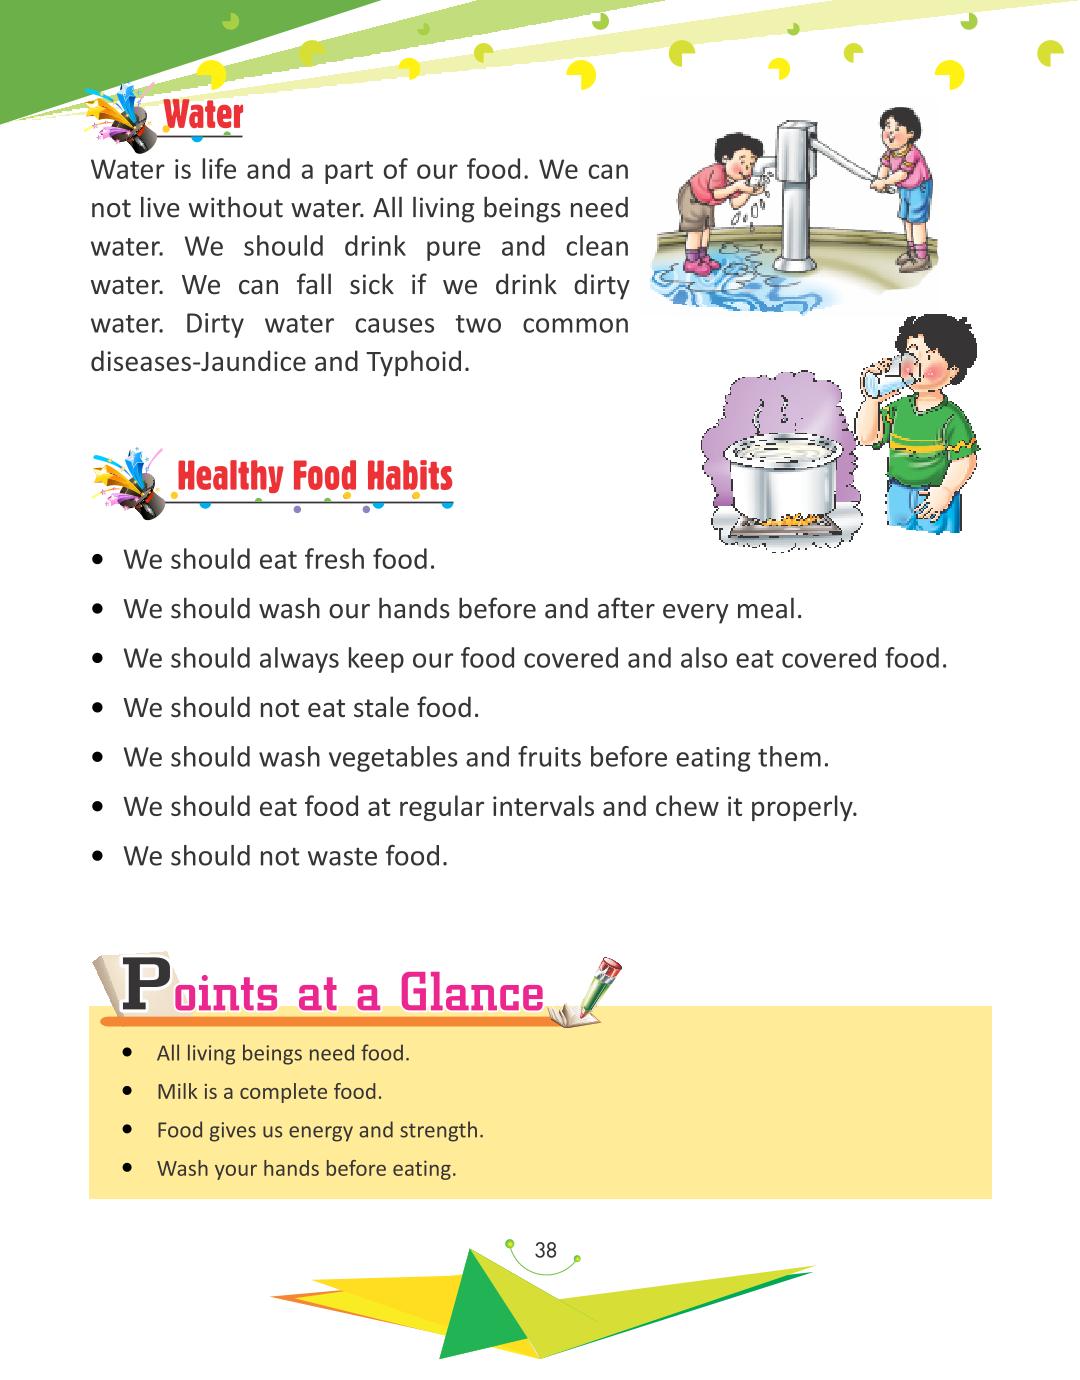 Water
Water is life and a part of our food. We can
not live without water. All living beings need
water. We should drink pure and clean
water. We can fall sick if we drink dirty
water. Dirty water causes two common
diseases-Jaundice and Typhoid.
Healthy Food Habits
• We should eat fresh food.
• We should wash our hands before and after every meal.
• We should always keep our food covered and also eat covered food.
• We should not eat stale food.
• We should wash vegetables and fruits before eating them.
• We should eat food at regular intervals and chew it properly.
• We should not waste food.
Points at a Glance
• All living beings need food.
• Milk is a complete food.
• Food gives us energy and strength.
• Wash your hands before eating.
38